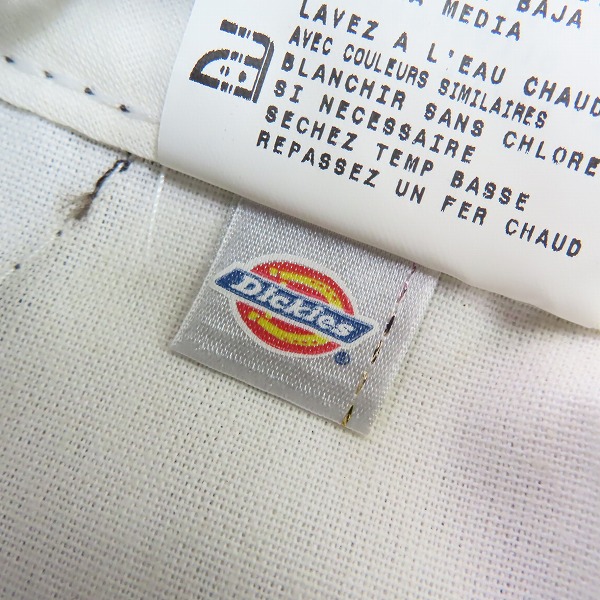 BAJA
MEDIA
LAVEZ A L'EAU CHAUD
AVEC COULEURS SIMILAIRES
BLANCHIR SANS CHLORE
SI NECESSAIRE
SECHEZ TEMP BASSE
REPASSEZ UN FER CHAUD
Dickies
®